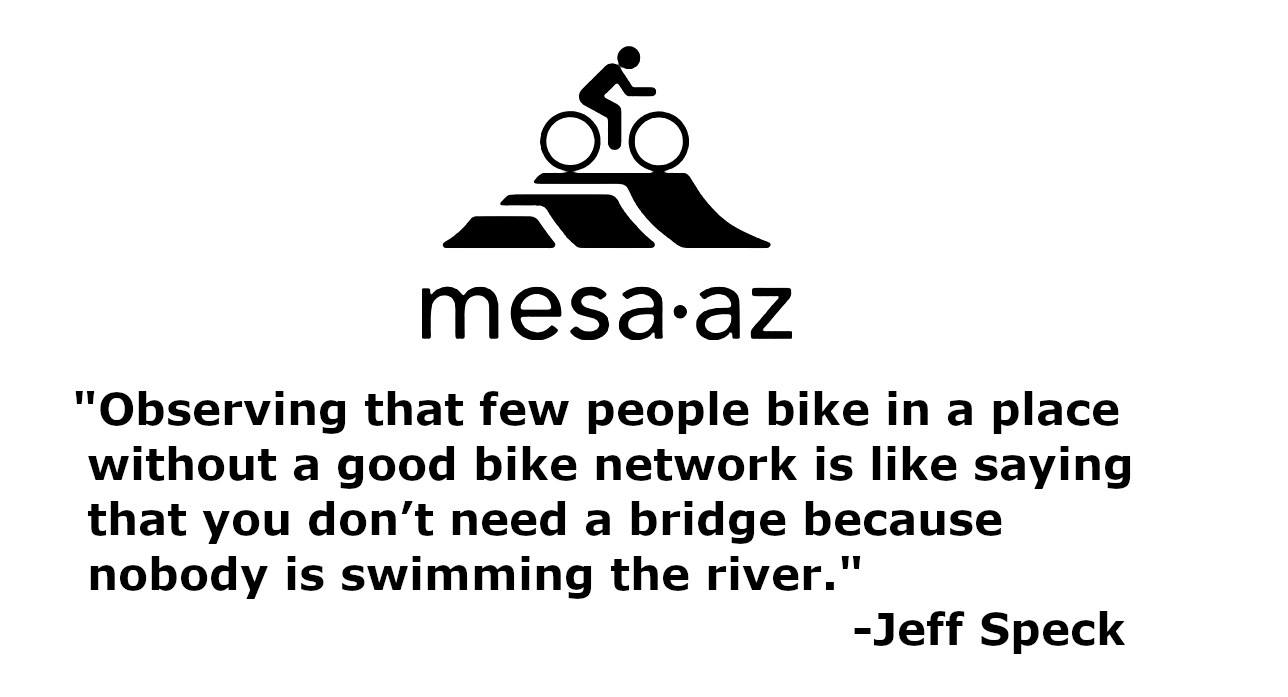 mesa·az
"Observing that few people bike in a place
without a good bike network is like saying
that you don’t need a bridge because
nobody is swimming the river."
-Jeff Speck